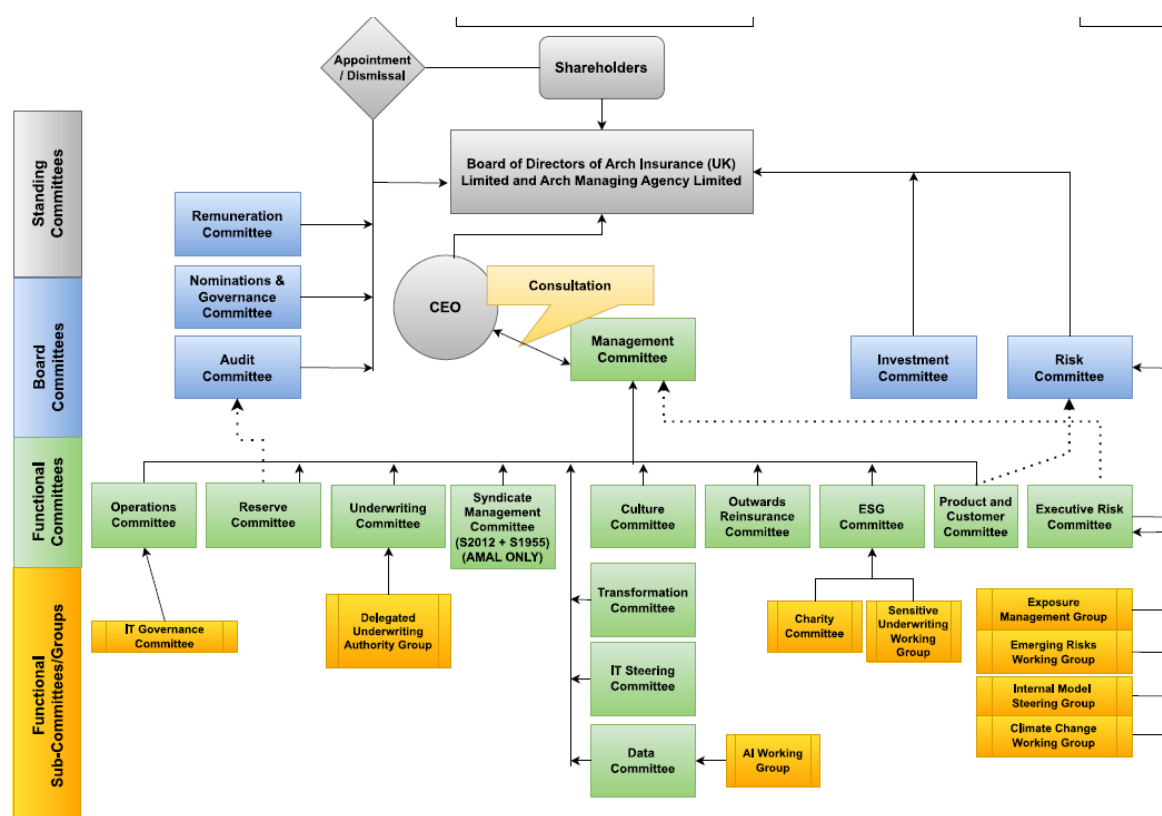 Appointment
/ Dismissal
Shareholders
Standing
Committees
Board of Directors of Arch Insurance (UK)
Limited and Arch Managing Agency Limited
Remuneration
Committee
Nominations &
Governance
Committee
CEO
Consultation
Board
Committees
Audit
Committee
Management
Committee
Investment
Committee
Risk
Committee
Functional
Committees
Operations
Committee
Reserve
Committee
Underwriting
Committee
Syndicate
Management
Committee
(S2012 + S1955)
(AMAL ONLY)
Culture
Committee
Outwards
Reinsurance
Committee
ESG
Committee
Product and
Customer
Committee
Executive Risk
Committee
Functional
Sub-Committees/Groups
IT Governance
Committee
Delegated
Underwriting
Authority Group
Transformation
Committee
Charity
Committee
Sensitive
Underwriting
Working
Group
Exposure
Management Group
Emerging Risks
Working Group
IT Steering
Committee
Internal Model
Steering Group
Climate Change
Working Group
Data
Committee
AI Working
Group